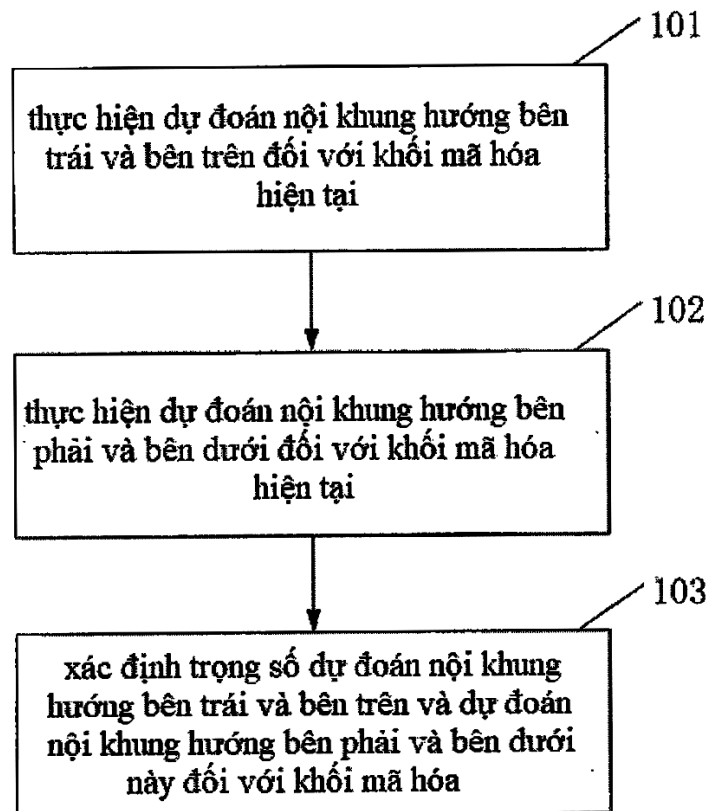 101
thực hiện dự đoán nội khung hướng bên
trái và bên trên đối với khối mã hóa
hiện tại
102
thực hiện dự đoán nội khung hướng bên
phải và bên dưới đối với khối mã hóa
hiện tại
103
xác định trọng số dự đoán nội khung
hướng bên trái và bên trên và dự đoán
nội khung hướng bên phải và bên dưới
này đối với khối mã hóa